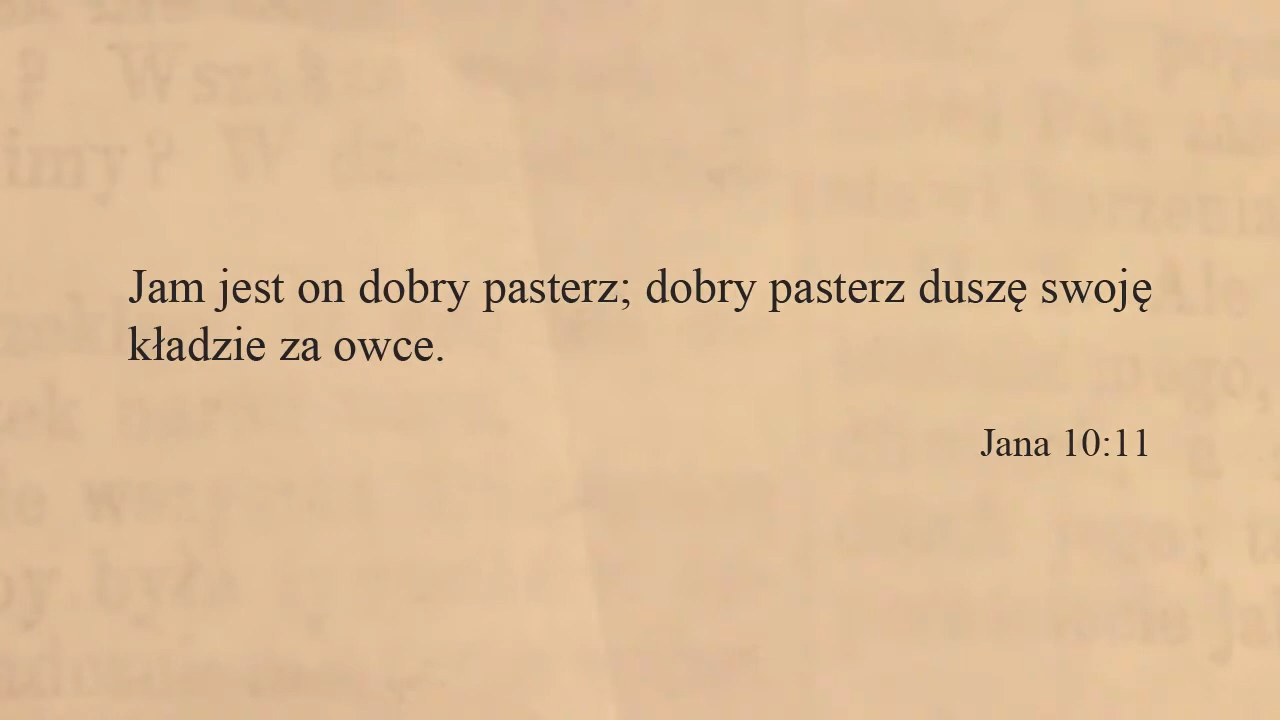 Jam jest on dobry pasterz; dobry pasterz duszę swoję
kładzie za owce.
Jana 10:11